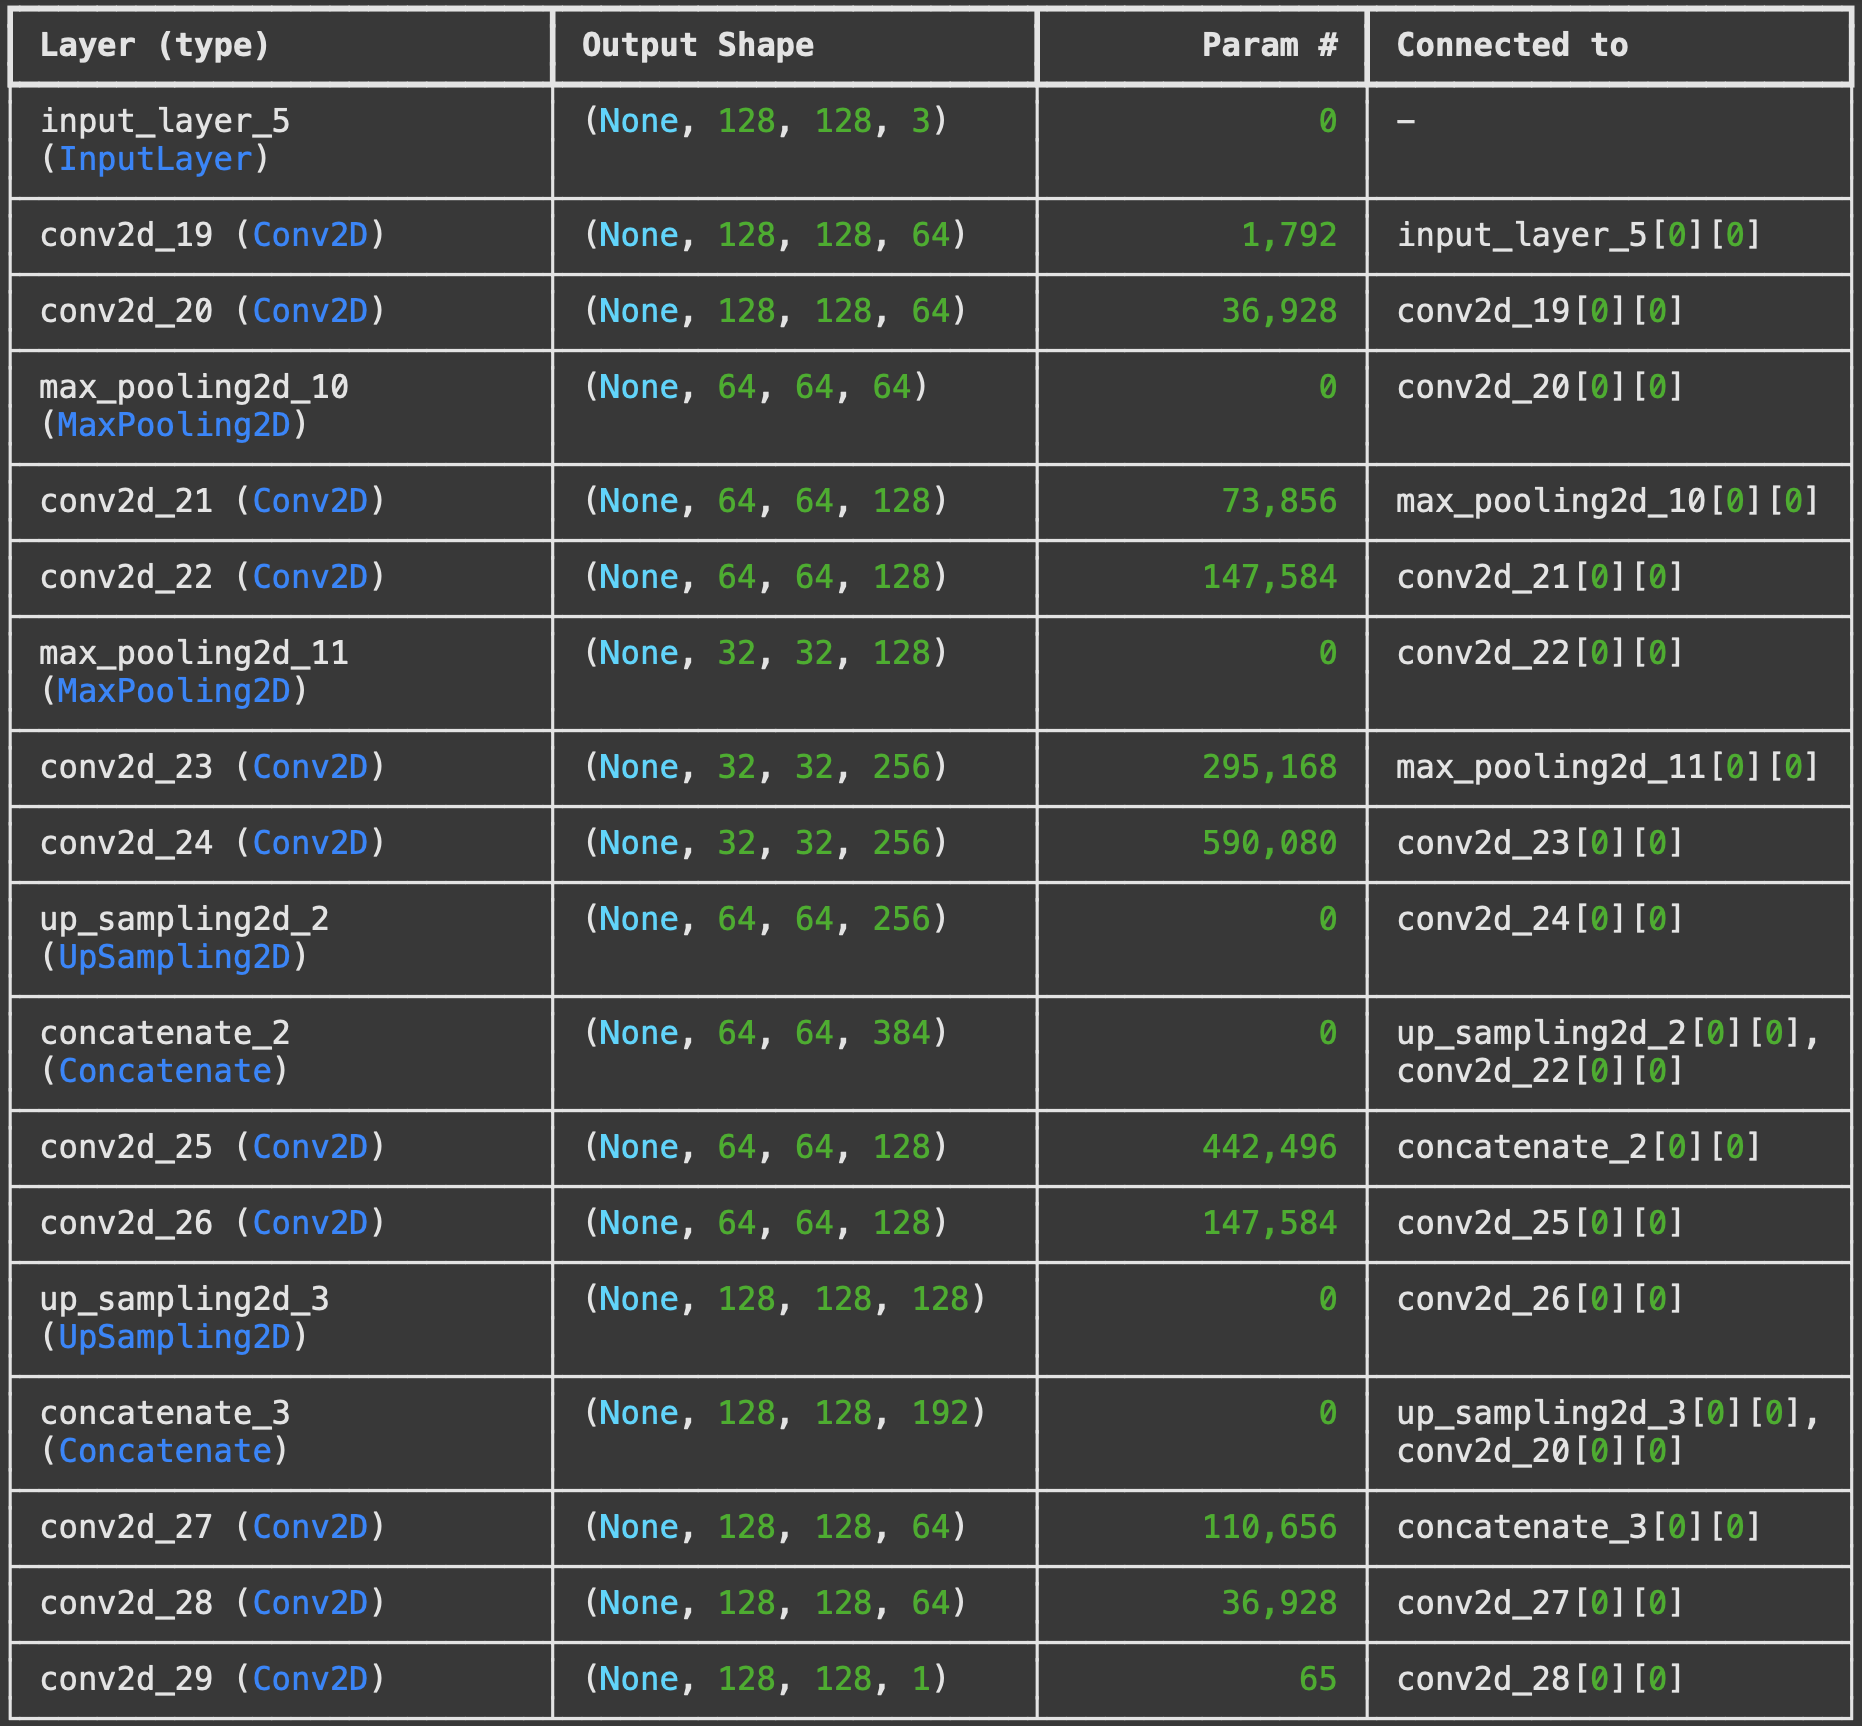 Layer (type) Output Shape Param # Connected to
input_layer_5 (None, 128, 128, 3) 0 –
(InputLayer)
conv2d_19 (Conv2D) (None, 128, 128, 64) 1,792 input_layer_5[0][0]
conv2d_20 (Conv2D) (None, 128, 128, 64) 36,928 conv2d_19[0][0]
max_pooling2d_10 (None, 64, 64, 64) 0 conv2d_20[0][0]
(MaxPooling2D)
conv2d_21 (Conv2D) (None, 64, 64, 128) 73,856 max_pooling2d_10[0][0]
conv2d_22 (Conv2D) (None, 64, 64, 128) 147,584 conv2d_21[0][0]
max_pooling2d_11 (None, 32, 32, 128) 0 conv2d_22[0][0]
(MaxPooling2D)
conv2d_23 (Conv2D) (None, 32, 32, 256) 295,168 max_pooling2d_11[0][0]
conv2d_24 (Conv2D) (None, 32, 32, 256) 590,080 conv2d_23[0][0]
up_sampling2d_2 (None, 64, 64, 256) 0 conv2d_24[0][0]
(UpSampling2D)
concatenate_2 (None, 64, 64, 384) 0 up_sampling2d_2[0][0],
(Concatenate) conv2d_22[0][0]
conv2d_25 (Conv2D) (None, 64, 64, 128) 442,496 concatenate_2[0][0]
conv2d_26 (Conv2D) (None, 64, 64, 128) 147,584 conv2d_25[0][0]
up_sampling2d_3 (None, 128, 128, 128) 0 conv2d_26[0][0]
(UpSampling2D)
concatenate_3 (None, 128, 128, 192) 0 up_sampling2d_3[0][0],
(Concatenate) conv2d_20[0][0]
conv2d_27 (Conv2D) (None, 128, 128, 64) 110,656 concatenate_3[0][0]
conv2d_28 (Conv2D) (None, 128, 128, 64) 36,928 conv2d_27[0][0]
conv2d_29 (Conv2D) (None, 128, 128, 1) 65 conv2d_28[0][0]